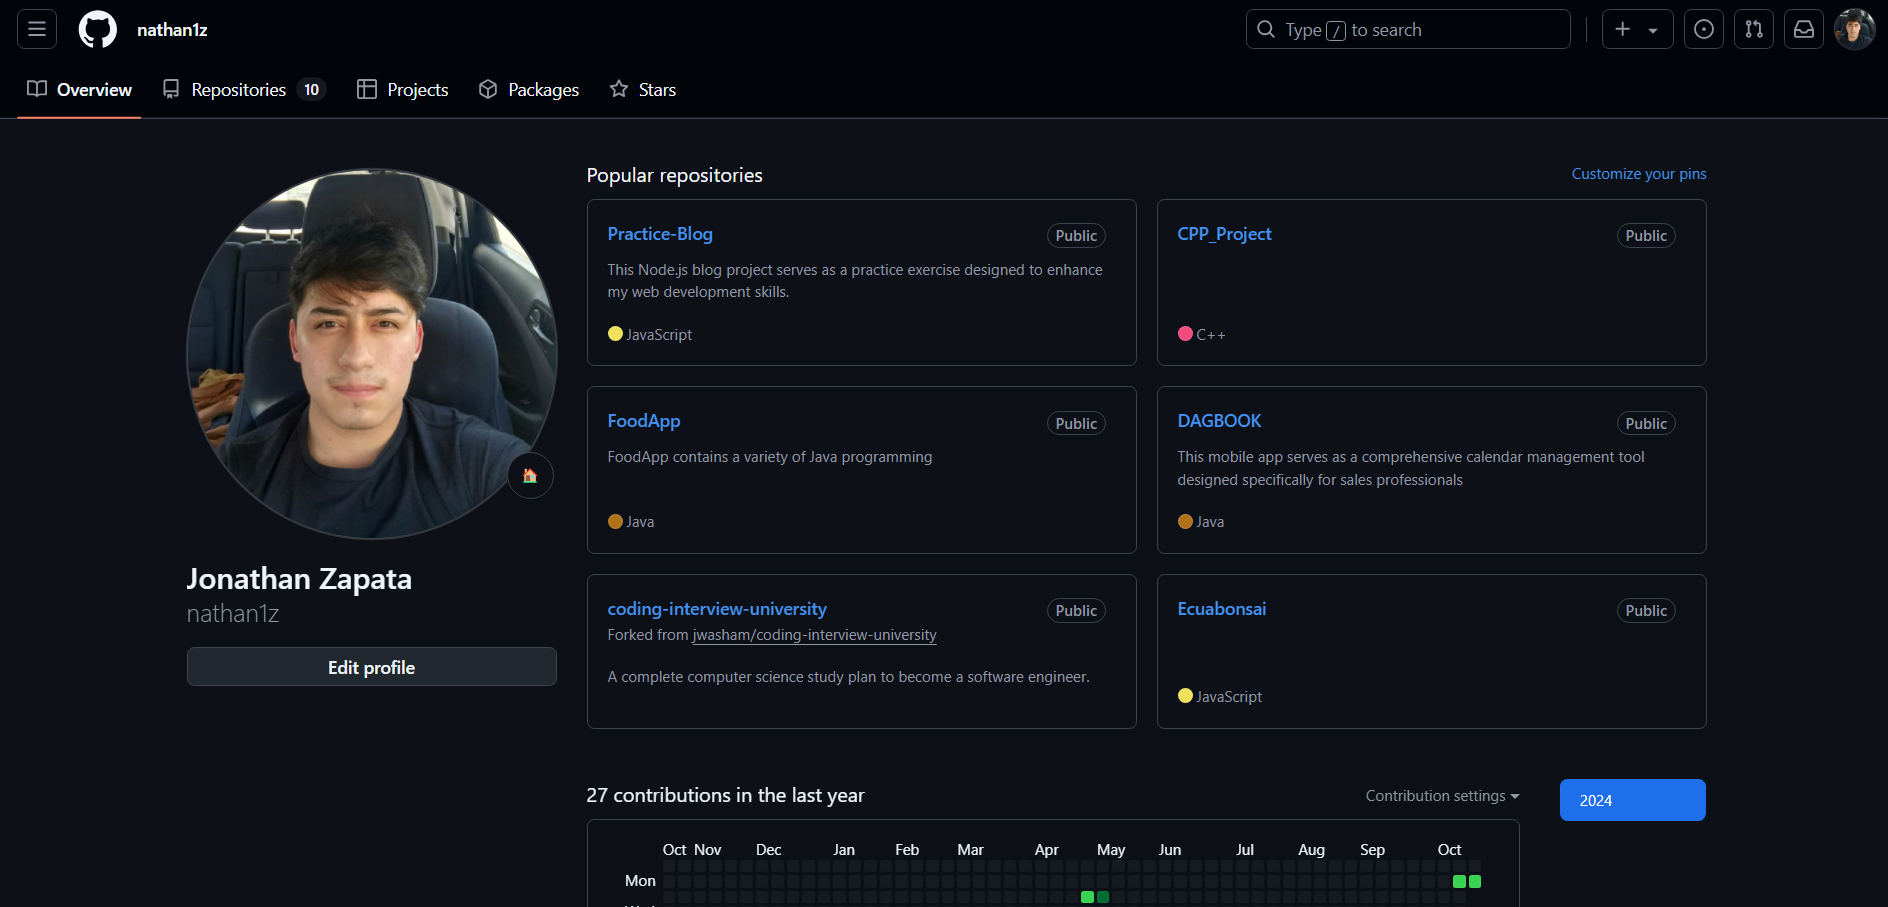 nathan1z
Type / to search
Overview
Repositories 10
Projects
Packages
Stars
Popular repositories
Customize your pins
Practice-Blog
Public
This Node.js blog project serves as a practice exercise designed to enhance
my web development skills.
JavaScript
CPP_Project
Public
C++
FoodApp
Public
FoodApp contains a variety of Java programming
Java
DAGBOOK
Public
This mobile app serves as a comprehensive calendar management tool
designed specifically for sales professionals
Java
coding-interview-university
Public
Forked from jwasham/coding-interview-university
A complete computer science study plan to become a software engineer.
Ecuabonsai
Public
JavaScript
Jonathan Zapata
nathan1z
Edit profile
27 contributions in the last year
Contribution settings
2024
Oct Nov Dec Jan Feb Mar Apr May Jun Jul Aug Sep Oct
Mon